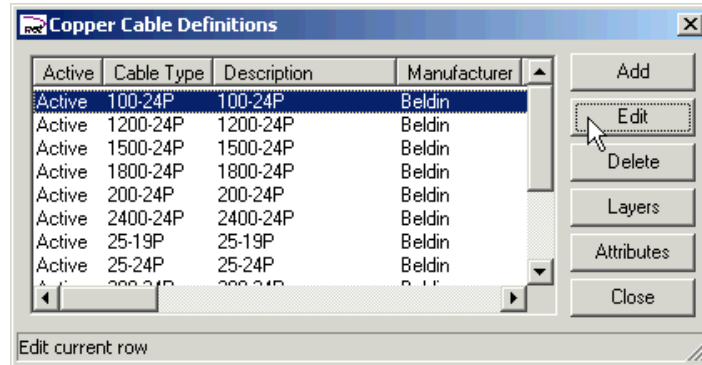 Copper Cable Definitions
Active Cable Type Description Manufacturer
Active 100-24P 100-24P Beldin
Active 1200-24P 1200-24P Beldin
Active 1500-24P 1500-24P Beldin
Active 1800-24P 1800-24P Beldin
Active 200-24P 200-24P Beldin
Active 2400-24P 2400-24P Beldin
Active 25-19P 25-19P Beldin
Active 25-24P 25-24P Beldin
Add
Edit
Delete
Layers
Attributes
Close
Edit current row